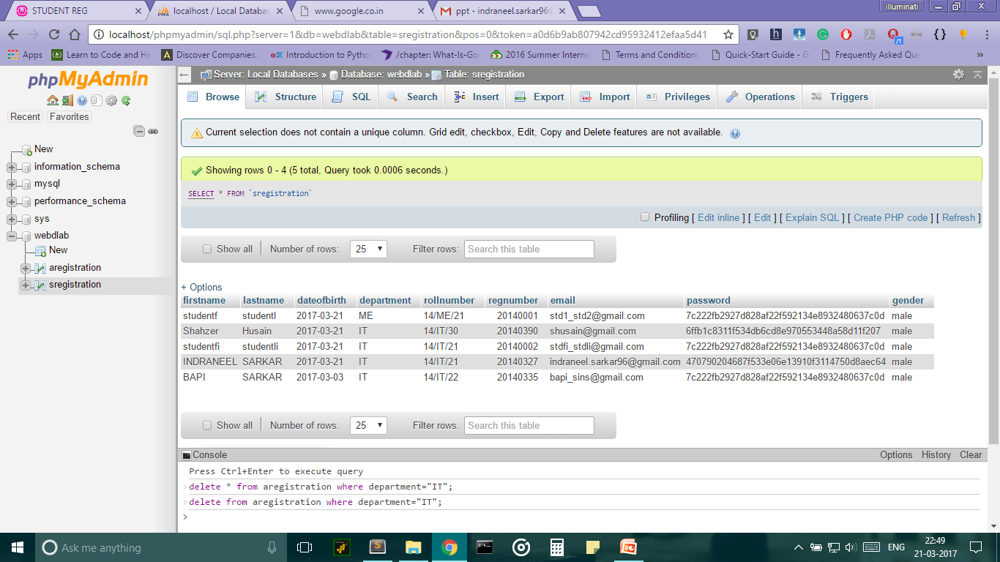 STUDENT REG
localhost / Local Databas
www.google.co.in
ppt - indraneel.sarkar96@
illuminati
localhost/phpmyadmin/sql.php?server=1&db=webdlab&table=sregistration&pos=0&token=a0d6b9ab807942cd95932412efaa5d41
Apps
Learn to Code and He
Discover Companies.
Introduction to Pytho
/chapter: What-Is-Goo
2016 Summer Interns
Terms and Conditions
Quick-Start Guide - G
Frequently Asked Que
phpMyAdmin
Recent
Favorites
New
information_schema
mysql
performance_schema
sys
webdlab
New
aregistration
sregistration
Server: Local Databases » Database: webdlab » Table: sregistration
Browse
Structure
SQL
Search
Insert
Export
Import
Privileges
Operations
Triggers
Current selection does not contain a unique column. Grid edit, checkbox, Edit, Copy and Delete features are not available.
Showing rows 0 - 4 (5 total, Query took 0.0006 seconds.)
SELECT * FROM `sregistration`
Profiling [ Edit inline ] [ Edit ] [ Explain SQL ] [ Create PHP code ] [ Refresh ]
Show all
Number of rows: 25
Filter rows: Search this table
+ Options
firstname lastname dateofbirth department rollnumber regnumber email password gender
studentf studentl 2017-03-21 ME 14/ME/21 20140001 std1_std2@gmail.com 7c222fb2927d828af22f592134e8932480637c0d male
Shahzer Husain 2017-03-21 IT 14/IT/30 20140390 shusain@gmail.com 6ffb1c8311f534db6cd8e970553448a58d11f207 male
studentfi studentli 2017-03-21 IT 14/IT/21 20140002 stdfi_stdli@gmail.com 7c222fb2927d828af22f592134e8932480637c0d male
INDRANEEL SARKAR 2017-03-21 IT 14/IT/21 20140327 indraneel.sarkar96@gmail.com 470790204687f533e06e13910f3114750d8aec64 male
BAPI SARKAR 2017-03-03 IT 14/IT/22 20140335 bapi_sins@gmail.com 7c222fb2927d828af22f592134e8932480637c0d male
Show all
Number of rows: 25
Filter rows: Search this table
Console
Options History Clear
Press Ctrl+Enter to execute query
>delete * from aregistration where department="IT";
>delete from aregistration where department="IT";
>
Ask me anything
ENG
22:49
21-03-2017